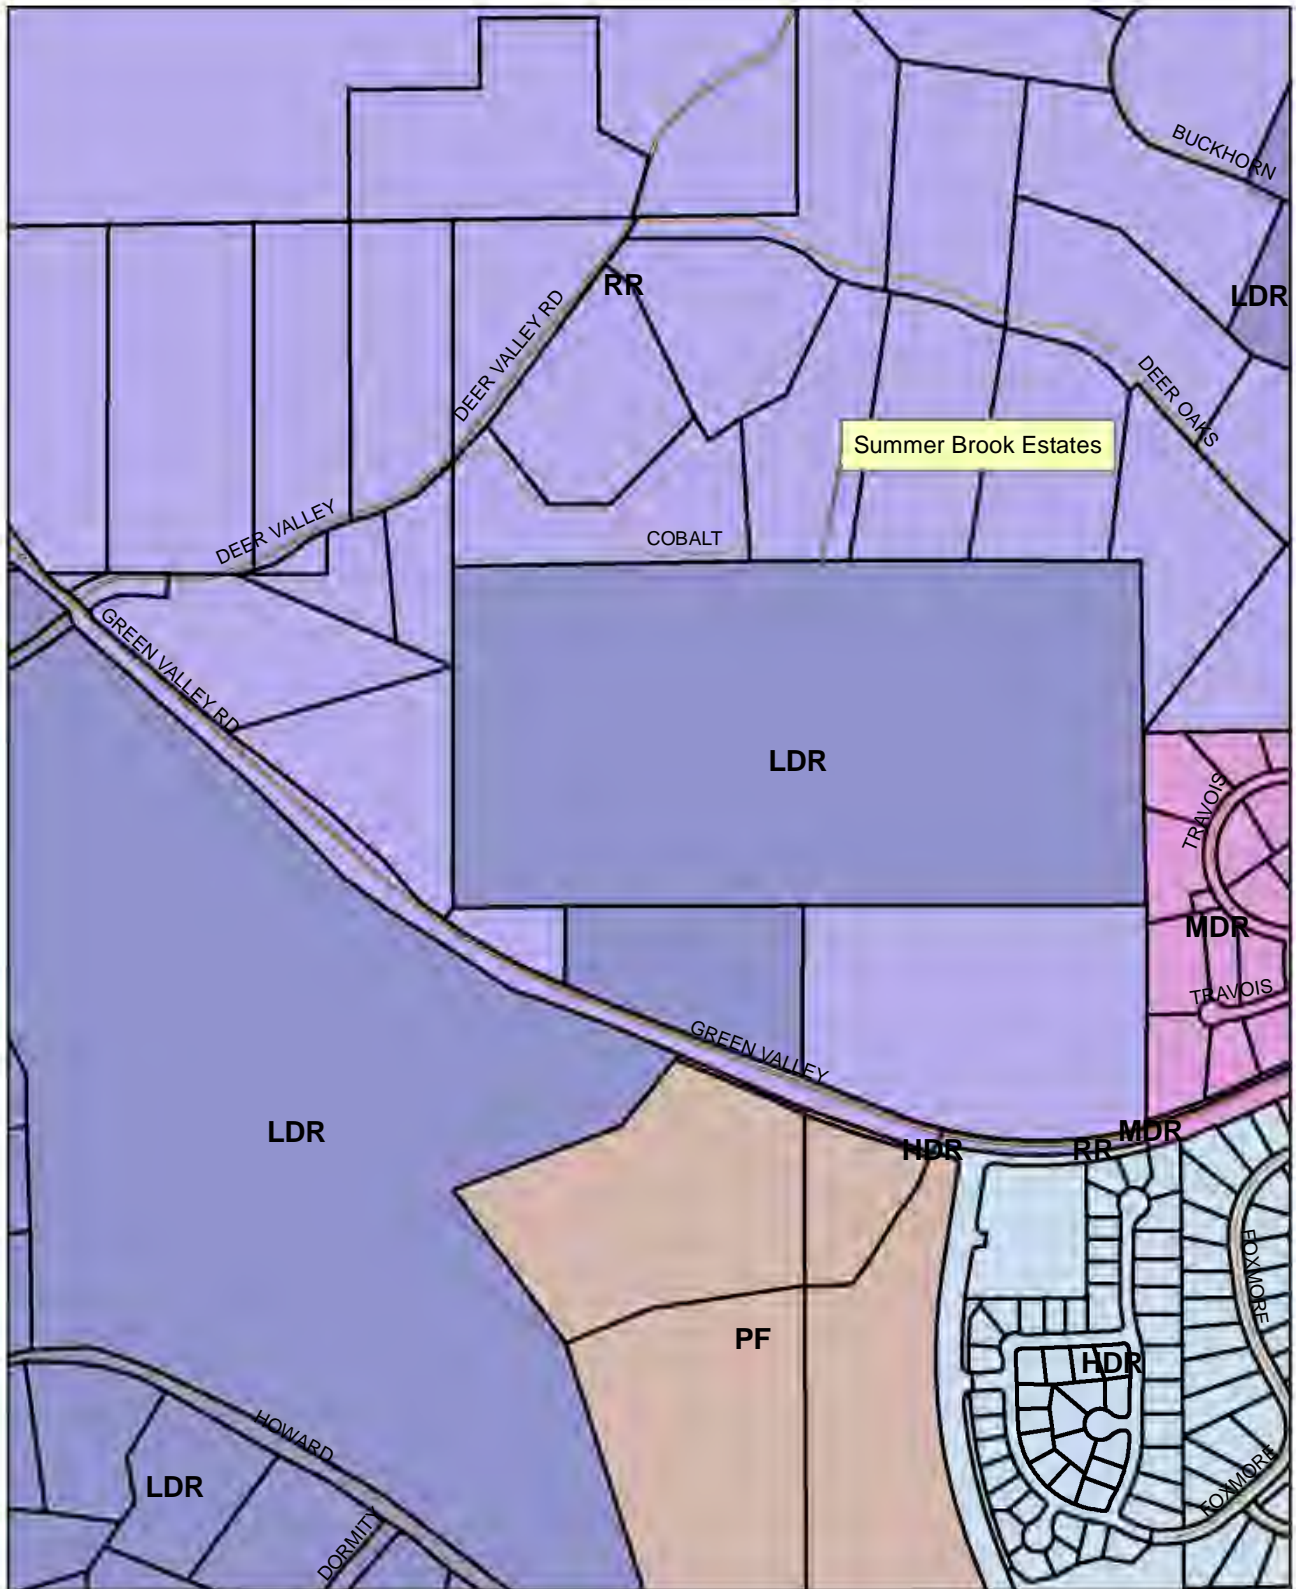 BUCKHORN
RR
LDR
DEER VALLEY RD
DEER OAKS
Summer Brook Estates
DEER VALLEY
COBALT
GREEN VALLEY RD
LDR
TRAVOIS
MDR
TRAVOIS
GREEN VALLEY
LDR
MDR
HDR
RR
FOXMORE
PF
HDR
HOWARD
LDR
FOXMORE
DORMITY